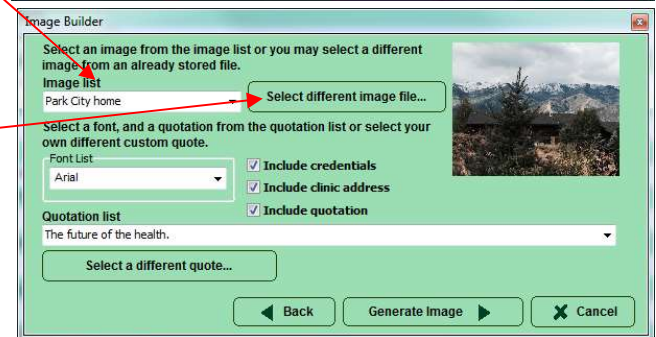 Image Builder
Select an image from the image list or you may select a different
image from an already stored file.
Image list
Park City home
Select different image file...
Select a font, and a quotation from the quotation list or select your
own different custom quote.
Font List
Arial
Include credentials
Include clinic address
Include quotation
Quotation list
The future of the health.
Select a different quote...
Back
Generate Image
Cancel